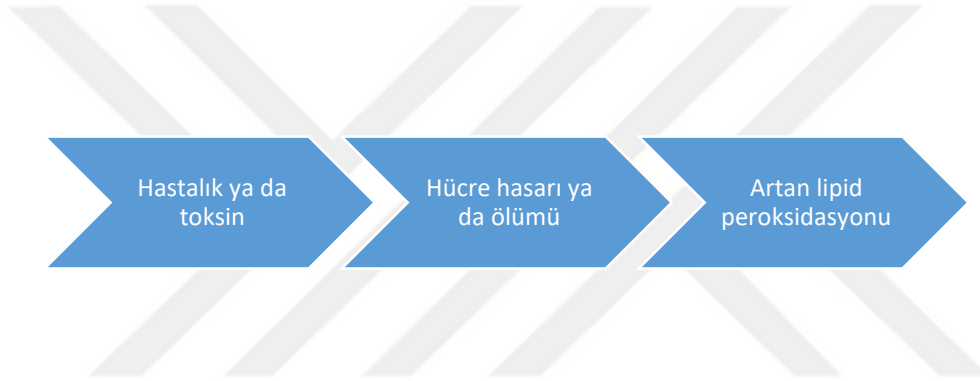 Hastalık ya da
toksin
Hücre hasarı ya
da ölümü
Artan lipid
peroksidasyonu